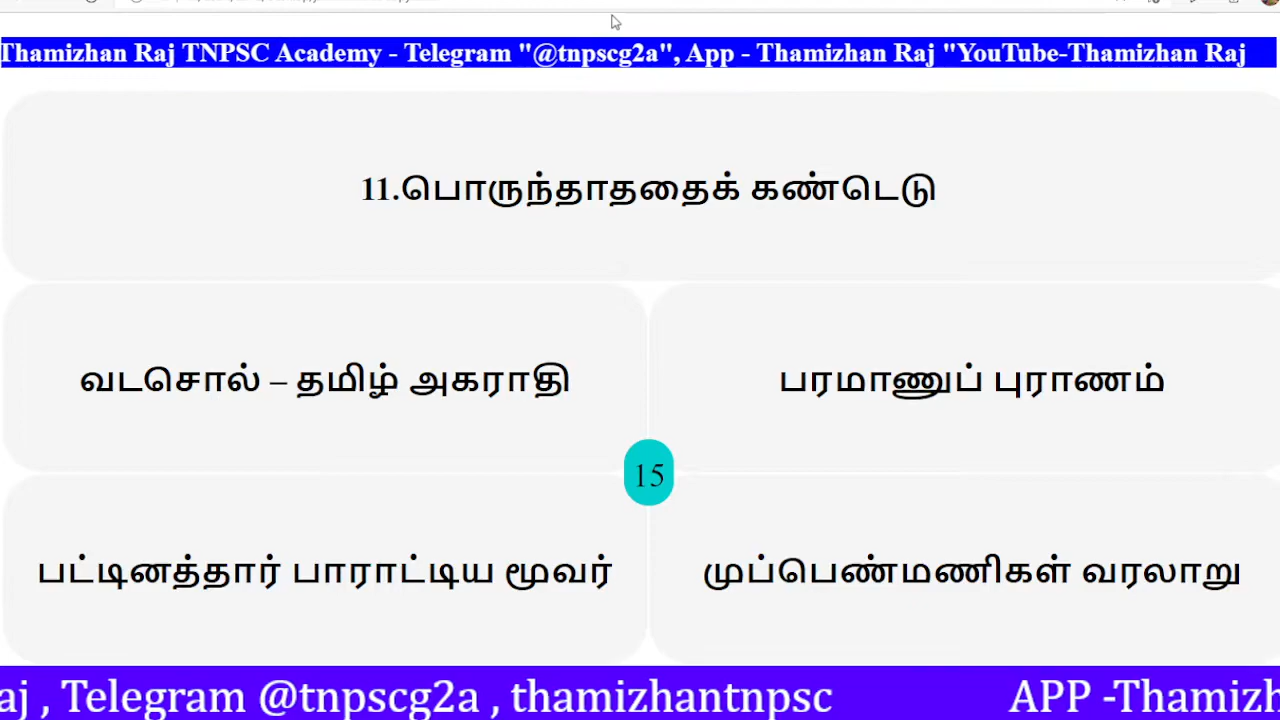 Thamizhan Raj TNPSC Academy - Telegram "@tnpscg2a", App - Thamizhan Raj "YouTube-Thamizhan Raj
11.பொருந்தாததைக் கண்டெடு
வடசொல் – தமிழ் அகராதி
பரமாணுப் புராணம்
15
பட்டினத்தார் பாராட்டிய மூவர்
முப்பெண்மணிகள் வரலாறு
aj , Telegram @tnpscg2a , thamizhantnpsc APP -Thamizh